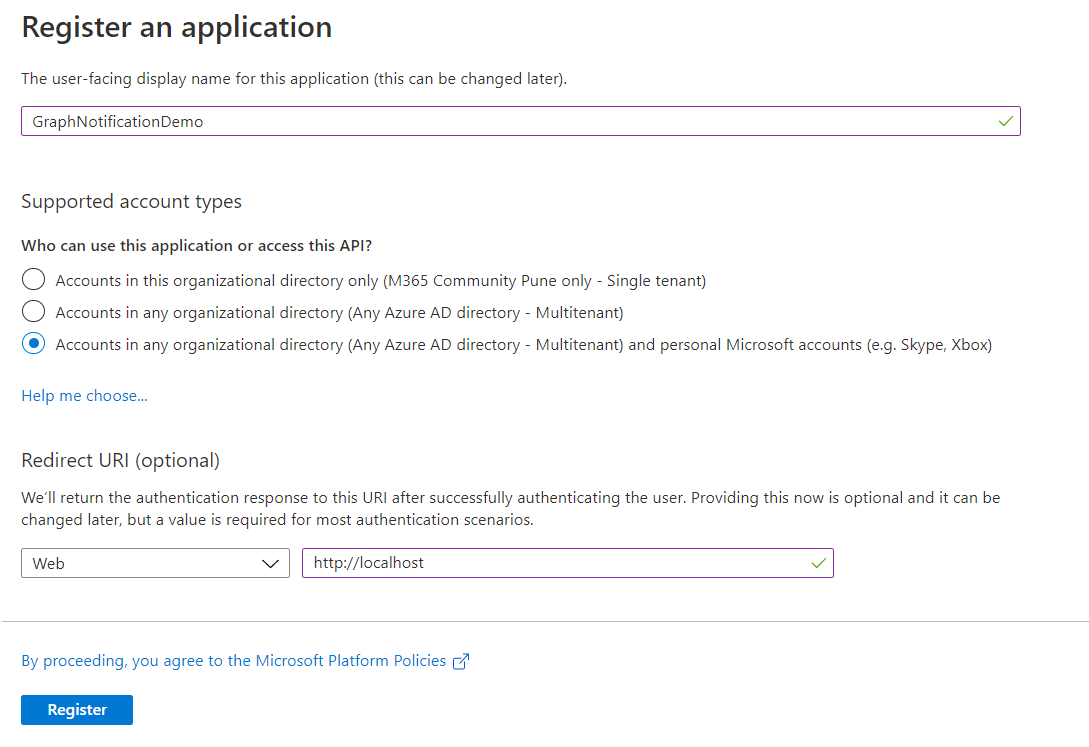 Register an application
The user-facing display name for this application (this can be changed later).
GraphNotificationDemo
Supported account types
Who can use this application or access this API?
Accounts in this organizational directory only (M365 Community Pune only - Single tenant)
Accounts in any organizational directory (Any Azure AD directory - Multitenant)
Accounts in any organizational directory (Any Azure AD directory - Multitenant) and personal Microsoft accounts (e.g. Skype, Xbox)
Help me choose...
Redirect URI (optional)
We'll return the authentication response to this URI after successfully authenticating the user. Providing this now is optional and it can be
changed later, but a value is required for most authentication scenarios.
Web http://localhost
By proceeding, you agree to the Microsoft Platform Policies
Register